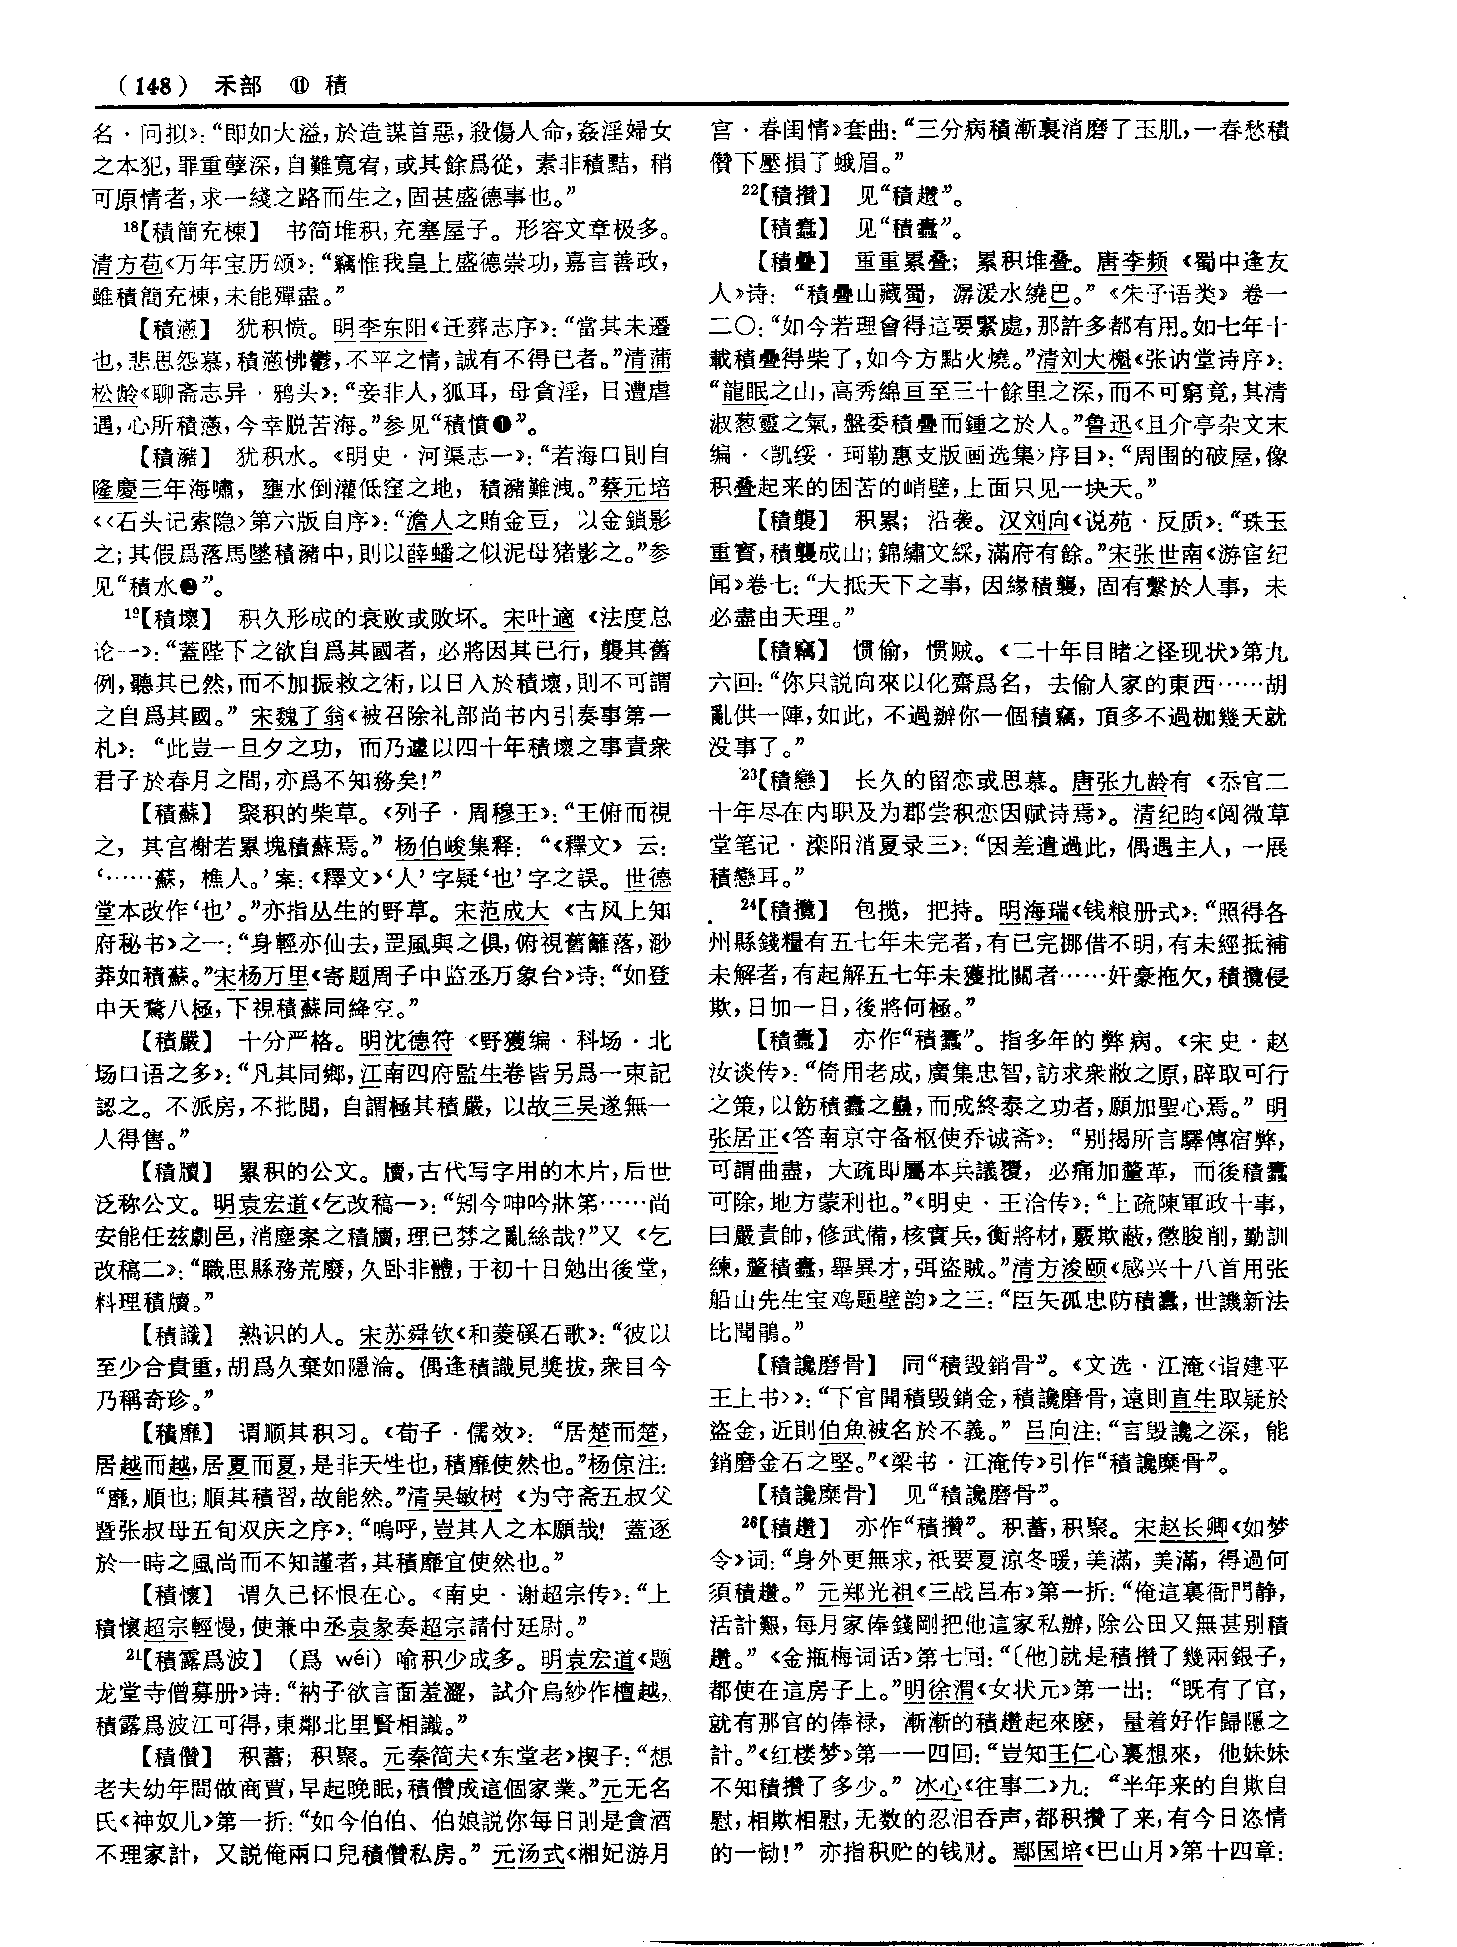 （148） 禾部 ⑪ 積
名·问拟》：“即如大謚，於造謀首惡，殺傷人命，姦淫婦女
之本犯，罪重孽深，自難寬宥，或其餘爲從，素非積黠，稍
可原情者，求一綫之路而生之，固甚盛德事也。”
18【積簡充棟】 书简堆积，充塞屋子。形容文章极多。
清方苞《万年宝历颂》：“竊惟我皇上盛德崇功，嘉言善政，
雖積簡充棟，未能殫盡。”
【積懣】 犹积愤。明李东阳《迁葬志序》：“當其未遷
也，悲思怨慕，積懣怫鬱，不平之情，誠有不得已者。”清蒲
松龄《聊斋志异·鸦头》：“妾非人，狐耳，母貪淫，日遭虐
遇，心所積懣，今幸脱苦海。”参见“積憤❶”。
【積瀦】 犹积水。《明史·河渠志一》：“若海口則自
隆慶三年海嘯，壅水倒灌低窪之地，積瀦難洩。”蔡元培
《〈石头记索隐〉第六版自序》：“澹人之賄金豆，以金鎖影
之；其假爲落馬墜積瀦中，則以薛蟠之似泥母猪影之。”参
见“積水❷”。
19【積壞】 积久形成的衰败或败坏。宋叶適《法度总
论一》：“蓋陛下之欲自爲其國者，必將因其已行，襲其舊
例，聽其已然，而不加振救之術，以日入於積壞，則不可謂
之自爲其國。”宋魏了翁《被召除礼部尚书内引奏事第一
札》：“此豈一旦夕之功，而乃遽以四十年積壞之事責衆
君子於春月之間，亦爲不知務矣！”
【積蘇】 聚积的柴草。《列子·周穆王》：“王俯而視
之，其宫榭若累塊積蘇焉。”杨伯峻集释：“《釋文》云：
‘……蘇，樵人。’案：《釋文》‘人’字疑‘也’字之誤。世德
堂本改作‘也’。”亦指丛生的野草。宋范成大《古风上知
府秘书》之一：“身輕亦仙去，罡風與之俱，俯視舊籬落，渺
莽如積蘇。”宋杨万里《寄题周子中监丞万象台》诗：“如登
中天騖八極，下視積蘇同絳空。”
【積嚴】 十分严格。明沈德符《野獲编·科场·北
场口语之多》：“凡其同鄉，江南四府監生卷皆另爲一束記
認之。不派房，不批閲，自謂極其積嚴，以故三吴遂無一
人得售。”
【積牘】 累积的公文。牘，古代写字用的木片，后世
泛称公文。明袁宏道《乞改稿一》：“矧今呻吟牀笫……尚
安能任兹劇邑，消塵案之積牘，理已棼之亂絲哉？”又《乞
改稿二》：“職思縣務荒廢，久卧非體，于初十日勉出後堂，
料理積牘。”
【積識】 熟识的人。宋苏舜钦《和菱磎石歌》：“彼以
至少合貴重，胡爲久棄如隱淪。偶逢積識見奬拔，衆目今
乃稱奇珍。”
【積靡】 谓顺其积习。《荀子·儒效》：“居楚而楚，
居越而越，居夏而夏，是非天性也，積靡使然也。”杨倞注：
“靡，順也；順其積習，故能然。”清吴敏树《为守斋五叔父
暨张叔母五旬双庆之序》：“嗚呼，豈其人之本願哉！蓋逐
於一時之風尚而不知謹者，其積靡宜使然也。”
【積懷】 谓久已怀恨在心。《南史·谢超宗传》：“上
積懷超宗輕慢，使兼中丞袁彖奏超宗請付廷尉。”
21【積露爲波】 （爲 wéi）喻积少成多。明袁宏道《题
龙堂寺僧募册》诗：“衲子欲言面羞澀，試介烏紗作檀越，
積露爲波江可得，東鄰北里賢相識。”
【積儹】 积蓄；积聚。元秦简夫《东堂老》楔子：“想
老夫幼年間做商賈，早起晚眠，積儹成這個家業。”元无名
氏《神奴儿》第一折：“如今伯伯、伯娘説你每日則是貪酒
不理家計，又説俺兩口兒積儹私房。”元汤式《湘妃游月
宫·春闺情》套曲：“三分病積漸裏消磨了玉肌，一春愁積
儹下壓損了蛾眉。”
22【積攢】 见“積趲”。
【積蠧】 见“積蠹”。
【積疊】 重重累叠；累积堆叠。唐李频《蜀中逢友
人》诗：“積疊山藏蜀，潺湲水繞巴。”《朱子语类》卷一
二〇：“如今若理會得這要緊處，那許多都有用。如七年十
載積疊得柴了，如今方點火燒。”清刘大櫆《张讷堂诗序》：
“龍眠之山，高秀綿亘至三十餘里之深，而不可窮竟，其清
淑葱靈之氣，盤委積疊而鍾之於人。”鲁迅《且介亭杂文末
编·〈凯绥·珂勒惠支版画选集〉序目》：“周围的破屋，像
积叠起来的困苦的峭壁，上面只见一块天。”
【積襲】 积累；沿袭。汉刘向《说苑·反质》：“珠玉
重寳，積襲成山；錦繡文綵，滿府有餘。”宋张世南《游宦纪
闻》卷七：“大抵天下之事，因緣積襲，固有繫於人事，未
必盡由天理。”
【積竊】 惯偷，惯贼。《二十年目睹之怪现状》第九
六回：“你只説向來以化齋爲名，去偷人家的東西……胡
亂供一陣，如此，不過辦你一個積竊，頂多不過枷幾天就
没事了。”
23【積戀】 长久的留恋或思慕。唐张九龄有《忝官二
十年尽在内职及为郡尝积恋因赋诗焉》。清纪昀《阅微草
堂笔记·滦阳消夏录三》：“因差遣過此，偶遇主人，一展
積戀耳。”
24【積攬】 包揽，把持。明海瑞《钱粮册式》：“照得各
州縣錢糧有五七年未完者，有已完挪借不明，有未經抵補
未解者，有起解五七年未獲批關者……奸豪拖欠，積攬侵
欺，日加一日，後將何極。”
【積蠹】 亦作“積蠧”。指多年的弊病。《宋史·赵
汝谈传》：“倚用老成，廣集忠智，訪求衆敝之原，辟取可行
之策，以飭積蠹之蠱，而成終泰之功者，願加聖心焉。”明
张居正《答南京守备枢使乔诚斋》：“别揭所言驛傳宿弊，
可謂曲盡，大疏即屬本兵議覆，必痛加釐革，而後積蠹
可除，地方蒙利也。”《明史·王洽传》：“上疏陳軍政十事，
曰嚴責帥，修武備，核實兵，衡將材，覈欺蔽，懲朘削，勤訓
練，釐積蠹，舉異才，弭盗賊。”清方浚颐《感兴十八首用张
船山先生宝鸡题壁韵》之三：“臣矢孤忠防積蠹，世譏新法
比聞鵑。”
【積讒磨骨】 同“積毁銷骨”。《文选·江淹〈诣建平
王上书〉》：“下官聞積毁銷金，積讒磨骨，遠則直生取疑於
盜金，近則伯魚被名於不義。”吕向注：“言毁讒之深，能
銷磨金石之堅。”《梁书·江淹传》引作“積讒糜骨”。
【積讒糜骨】 见“積讒磨骨”。
26【積趲】 亦作“積攢”。积蓄，积聚。宋赵长卿《如梦
令》词：“身外更無求，祇要夏凉冬暖，美滿，美滿，得過何
須積趲。”元郑光祖《三战吕布》第一折：“俺這裏衙門静，
活計艱，每月家俸錢剛把他這家私辦，除公田又無甚别積
趲。”《金瓶梅词话》第七回：“〔他〕就是積攢了幾兩銀子，
都使在這房子上。”明徐渭《女状元》第一出：“既有了官，
就有那官的俸禄，漸漸的積趲起來麽，量着好作歸隱之
計。”《红楼梦》第一一四回：“豈知王仁心裏想來，他妹妹
不知積攢了多少。”冰心《往事二》九：“半年来的自欺自
慰，相欺相慰，无数的忍泪吞声，都积攒了来，有今日恣情
的一恸！”亦指积贮的钱财。鄢国培《巴山月》第十四章：